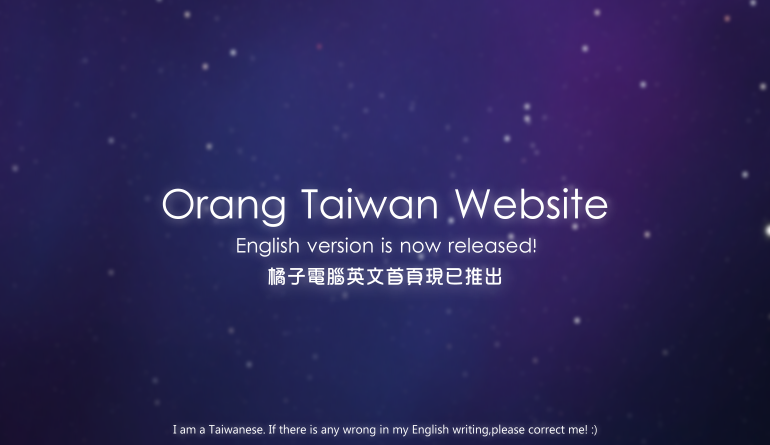 Orang Taiwan Website
English version is now released!
橘子電腦英文首頁現已推出
I am a Taiwanese. If there is any wrong in my English writing,please correct me! :)